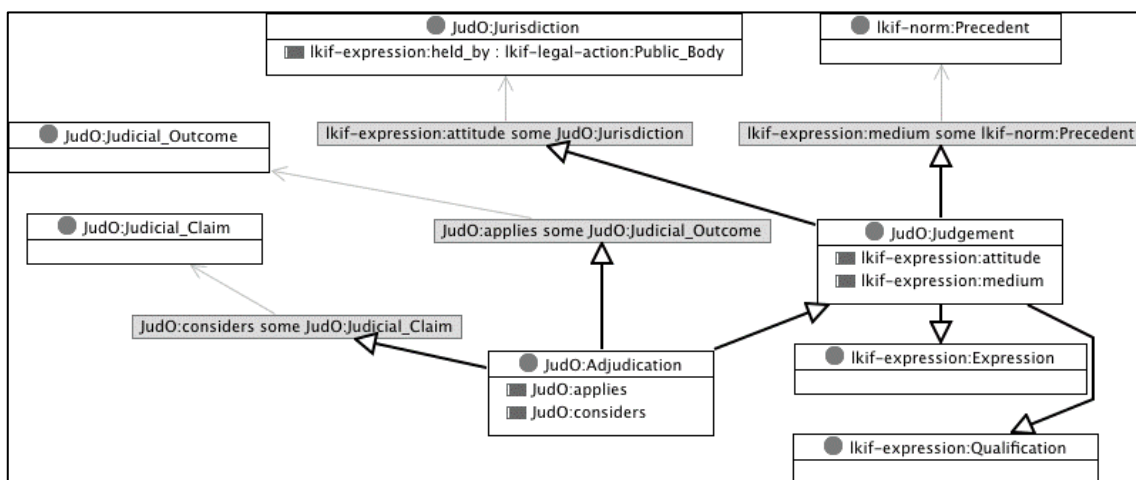 JudO:Jurisdiction
lkif-expression:held_by : lkif-legal-action:Public_Body
lkif-norm:Precedent
JudO:Judicial_Outcome
lkif-expression:attitude some JudO:Jurisdiction
lkif-expression:medium some lkif-norm:Precedent
JudO:Judicial_Claim
JudO:applies some JudO:Judicial_Outcome
JudO:Judgement
lkif-expression:attitude
lkif-expression:medium
JudO:considers some JudO:Judicial_Claim
JudO:Adjudication
JudO:applies
JudO:considers
lkif-expression:Expression
lkif-expression:Qualification